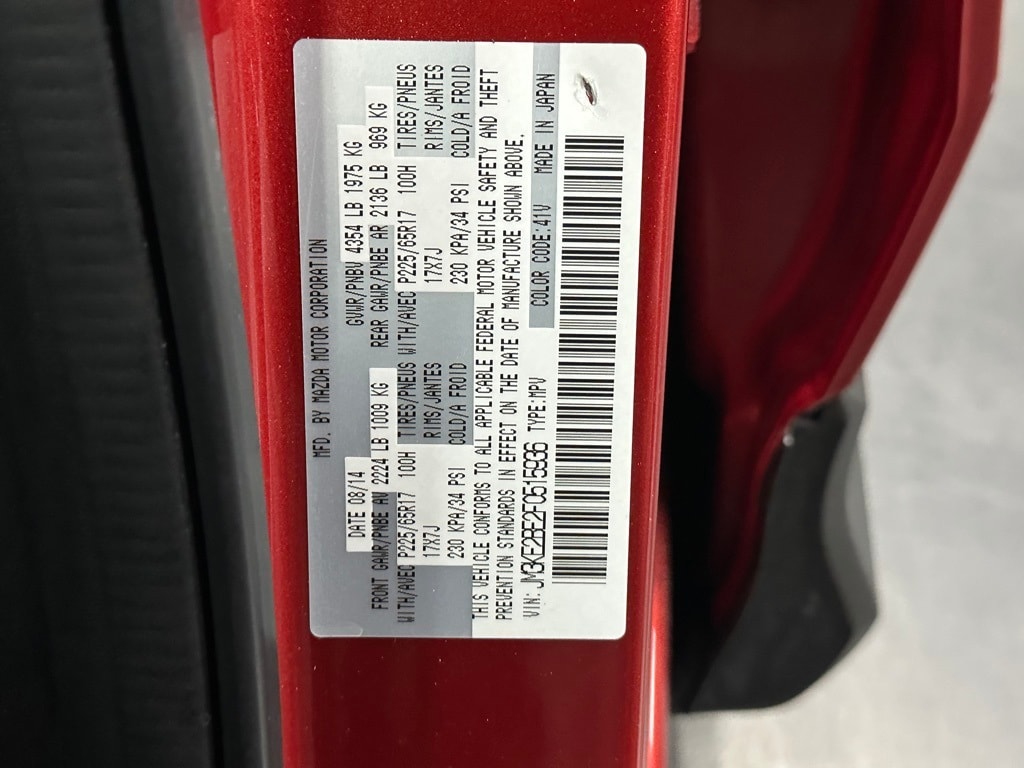 MFD. BY MAZDA MOTOR CORPORATION
DATE 08/14 GVWR/PNBV 4354 LB 1975 KG
FRONT GAWR/PNBE AV 2224 LB 1009 KG REAR GAWR/PNBE AR 2136 LB 969 KG
WITH/AVEC P225/65R17 100H TIRES/PNEUS WITH/AVEC P225/65R17 100H TIRES/PNEUS
17X7J RIMS/JANTES 17X7J RIMS/JANTES
230 KPA/34 PSI COLD/A FROID 230 KPA/34 PSI COLD/A FROID
THIS VEHICLE CONFORMS TO ALL APPLICABLE FEDERAL MOTOR VEHICLE SAFETY AND THEFT
PREVENTION STANDARDS IN EFFECT ON THE DATE OF MANUFACTURE SHOWN ABOVE.
VIN: JM3KE2BE2F0515936 TYPE:MPV COLOR CODE:41V MADE IN JAPAN